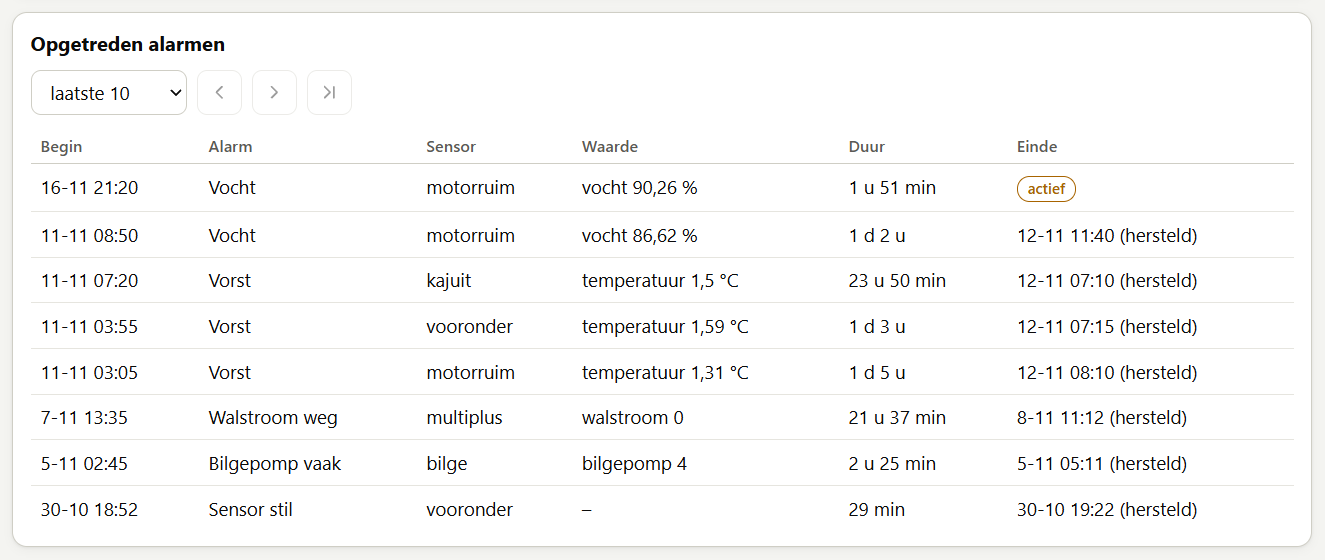 Opgetreden alarmen
laatste 10
Begin Alarm Sensor Waarde Duur Einde
16-11 21:20 Vocht motorruim vocht 90,26 % 1 u 51 min actief
11-11 08:50 Vocht motorruim vocht 86,62 % 1 d 2 u 12-11 11:40 (hersteld)
11-11 07:20 Vorst kajuit temperatuur 1,5 °C 23 u 50 min 12-11 07:10 (hersteld)
11-11 03:55 Vorst vooronder temperatuur 1,59 °C 1 d 3 u 12-11 07:15 (hersteld)
11-11 03:05 Vorst motorruim temperatuur 1,31 °C 1 d 5 u 12-11 08:10 (hersteld)
7-11 13:35 Walstroom weg multiplus walstroom 0 21 u 37 min 8-11 11:12 (hersteld)
5-11 02:45 Bilgepomp vaak bilge bilgepomp 4 2 u 25 min 5-11 05:11 (hersteld)
30-10 18:52 Sensor stil vooronder – 29 min 30-10 19:22 (hersteld)